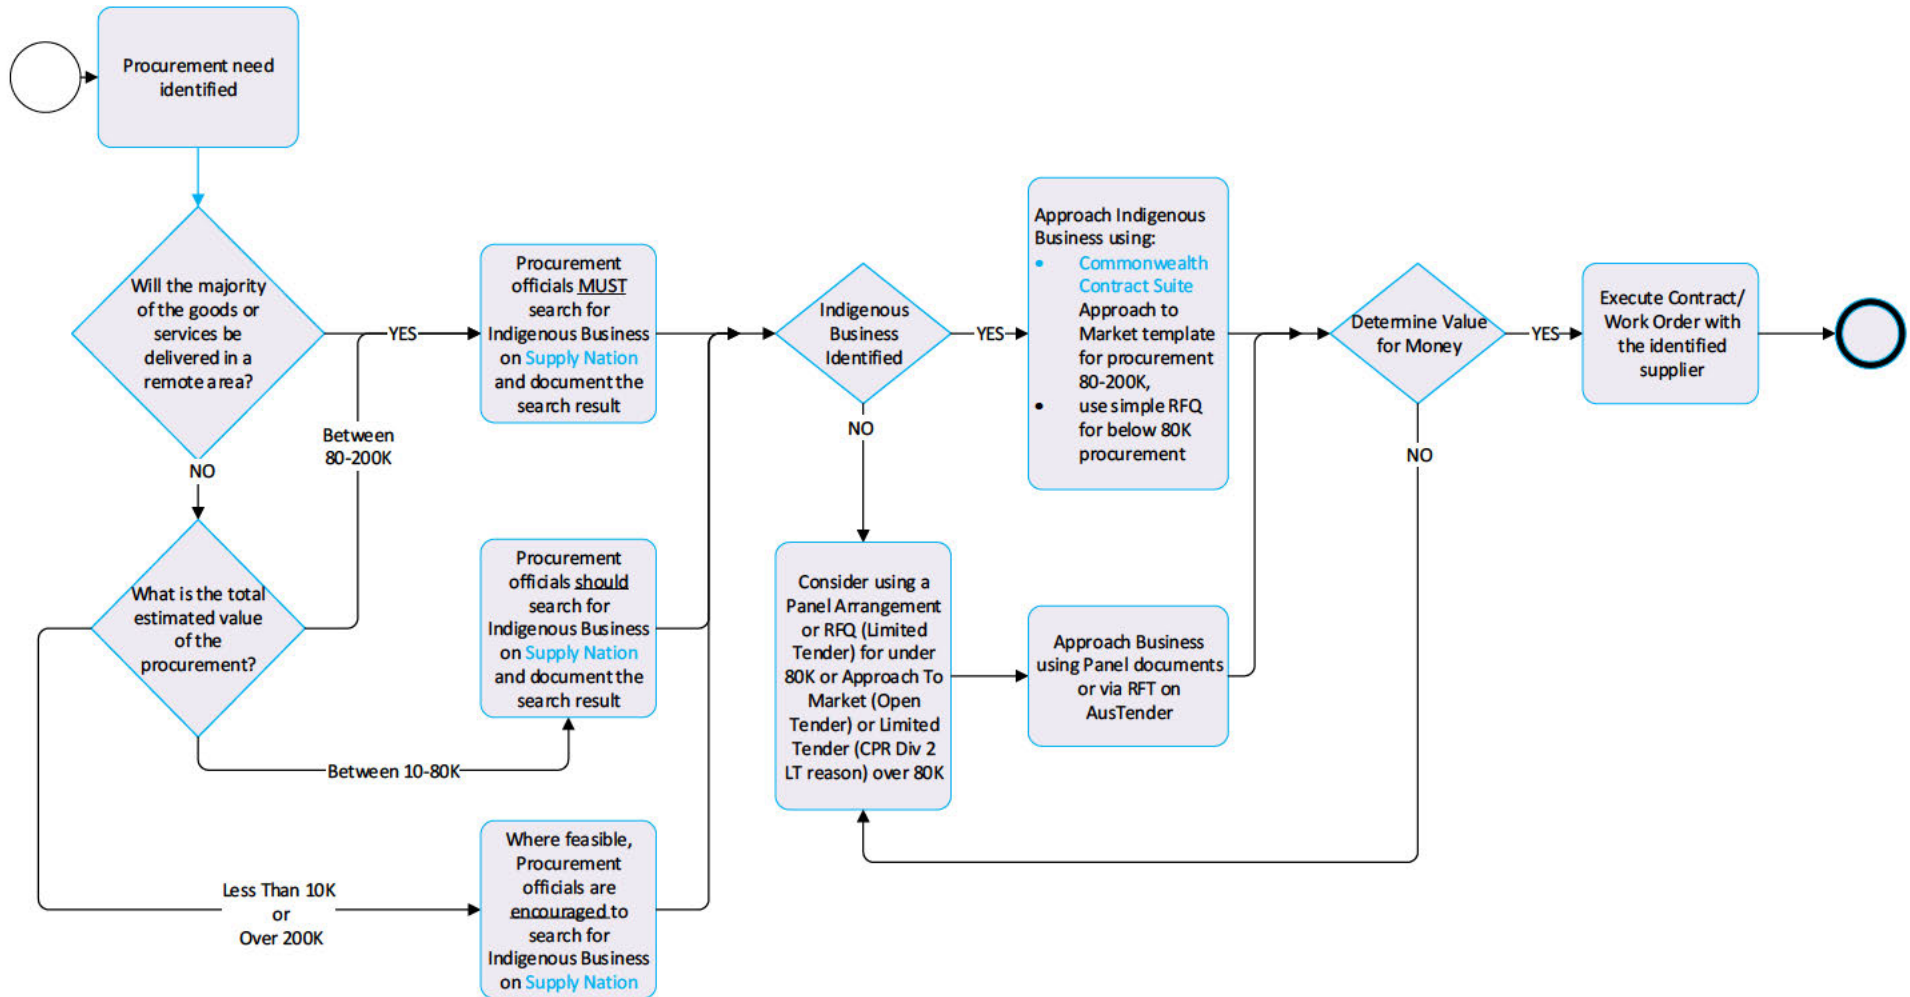 Procurement need
identified
Will the majority
of the goods or
services be
delivered in a
remote area?
YES
NO
Between
80-200K
What is the total
estimated value
of the
procurement?
Between 10-80K
Less Than 10K
or
Over 200K
Procurement
officials MUST
search for
Indigenous Business
on Supply Nation
and document the
search result
Procurement
officials should
search for
Indigenous Business
on Supply Nation
and document the
search result
Where feasible,
Procurement
officials are
encouraged to
search for
Indigenous Business
on Supply Nation
Indigenous
Business
Identified
YES
NO
Approach Indigenous
Business using:
• Commonwealth
Contract Suite
Approach to
Market template
for procurement
80-200K,
• use simple RFQ
for below 80K
procurement
Consider using a
Panel Arrangement
or RFQ (Limited
Tender) for under
80K or Approach To
Market (Open
Tender) or Limited
Tender (CPR Div 2
LT reason) over 80K
Approach Business
using Panel documents
or via RFT on
AusTender
Determine Value
for Money
YES
NO
Execute Contract/
Work Order with
the identified
supplier